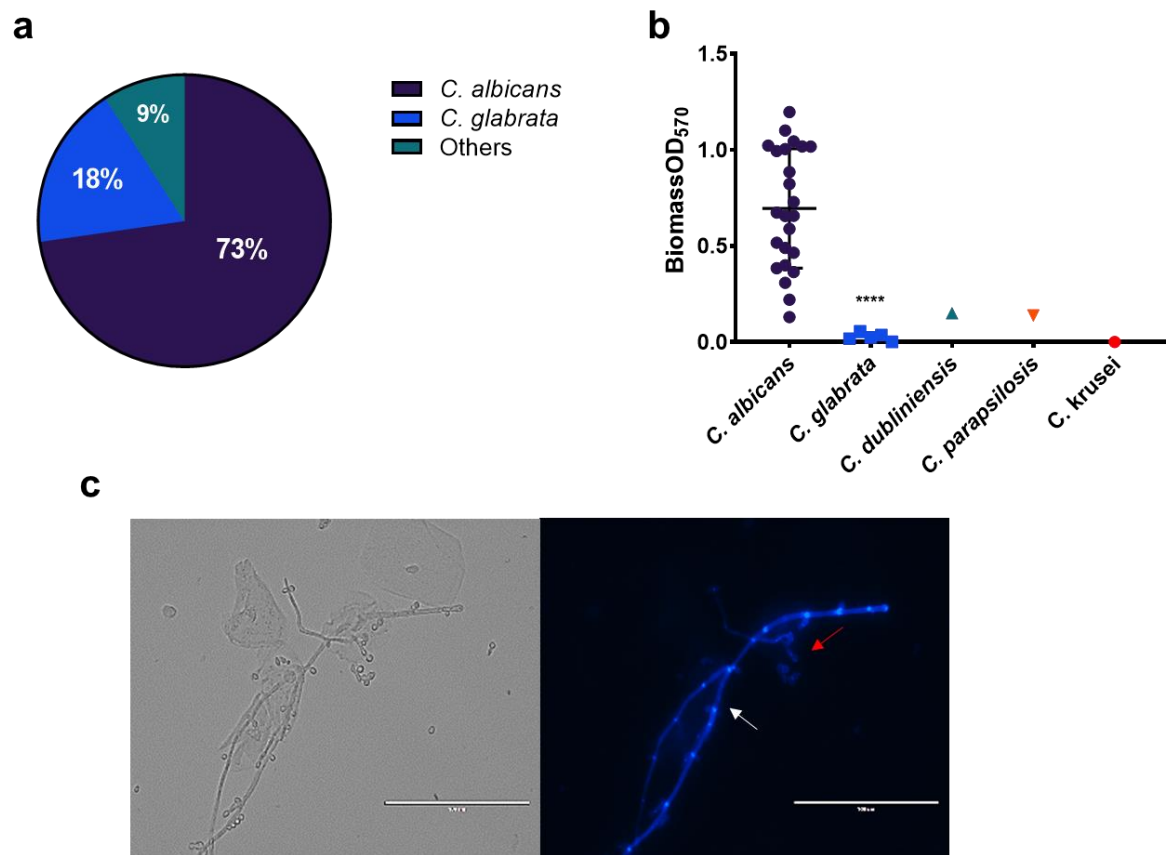 a
73%
18%
9%
C. albicans
C. glabrata
Others
b
BiomassOD570
1.5
1.0
0.5
0.0
****
C. albicans
C. glabrata
C. dubliniensis
C. parapsilosis
C. krusei
c